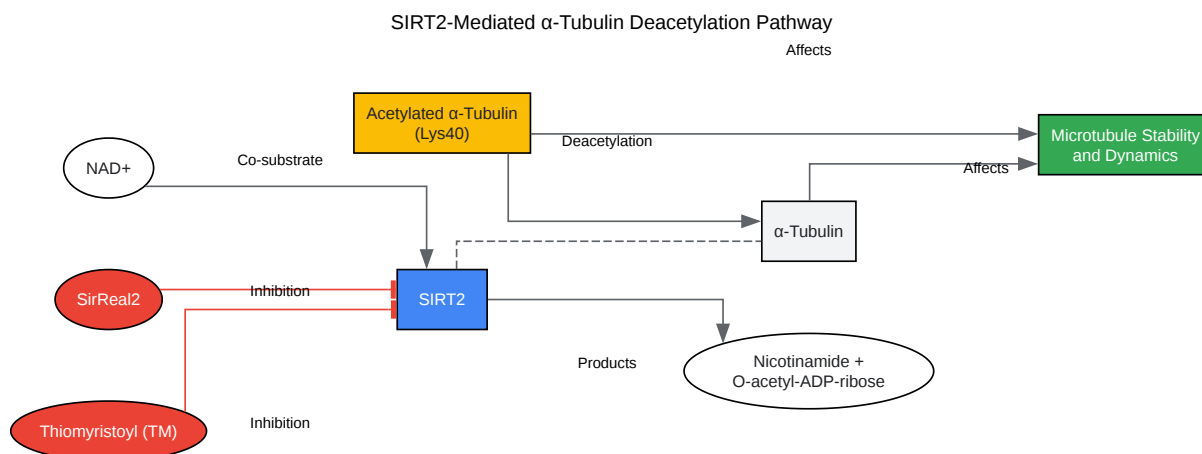 SIRT2-Mediated α-Tubulin Deacetylation Pathway
Affects
Acetylated α-Tubulin
(Lys40)
Deacetylation
Microtubule Stability
and Dynamics
NAD+
Co-substrate
Affects
α-Tubulin
SirReal2
Inhibition
SIRT2
Products
Nicotinamide +
O-acetyl-ADP-ribose
Thiomyristoyl (TM)
Inhibition